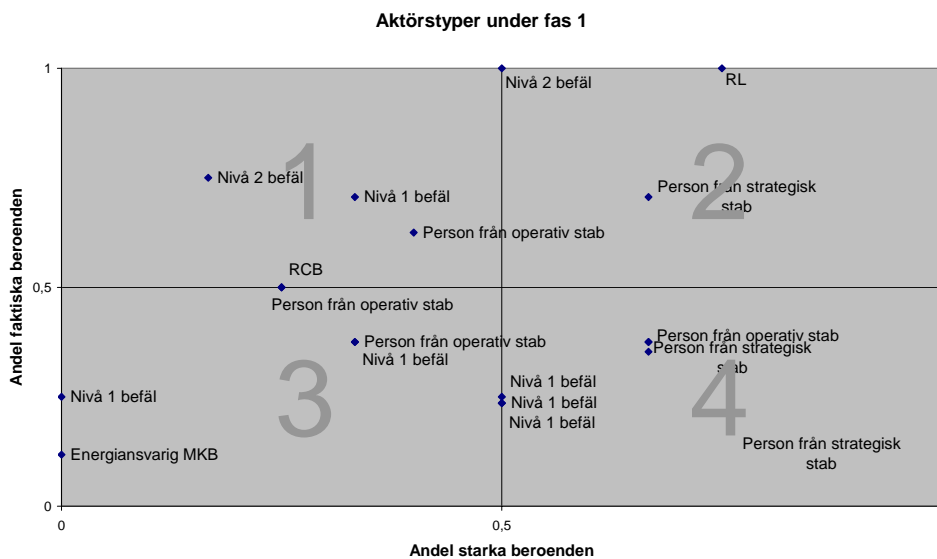 Aktörstyper under fas 1
1
Nivå 2 befäl
RL
1
2
Nivå 2 befäl
Nivå 1 befäl
Person från strategisk
stab
Person från operativ stab
RCB
0,5
Person från operativ stab
Person från operativ stab
Nivå 1 befäl
Person från operativ stab
Person från strategisk
stab
3
4
Nivå 1 befäl
Nivå 1 befäl
Nivå 1 befäl
Nivå 1 befäl
Energiansvarig MKB
Person från strategisk
stab
0
0
0,5
Andel starka beroenden
Andel faktiska beroenden